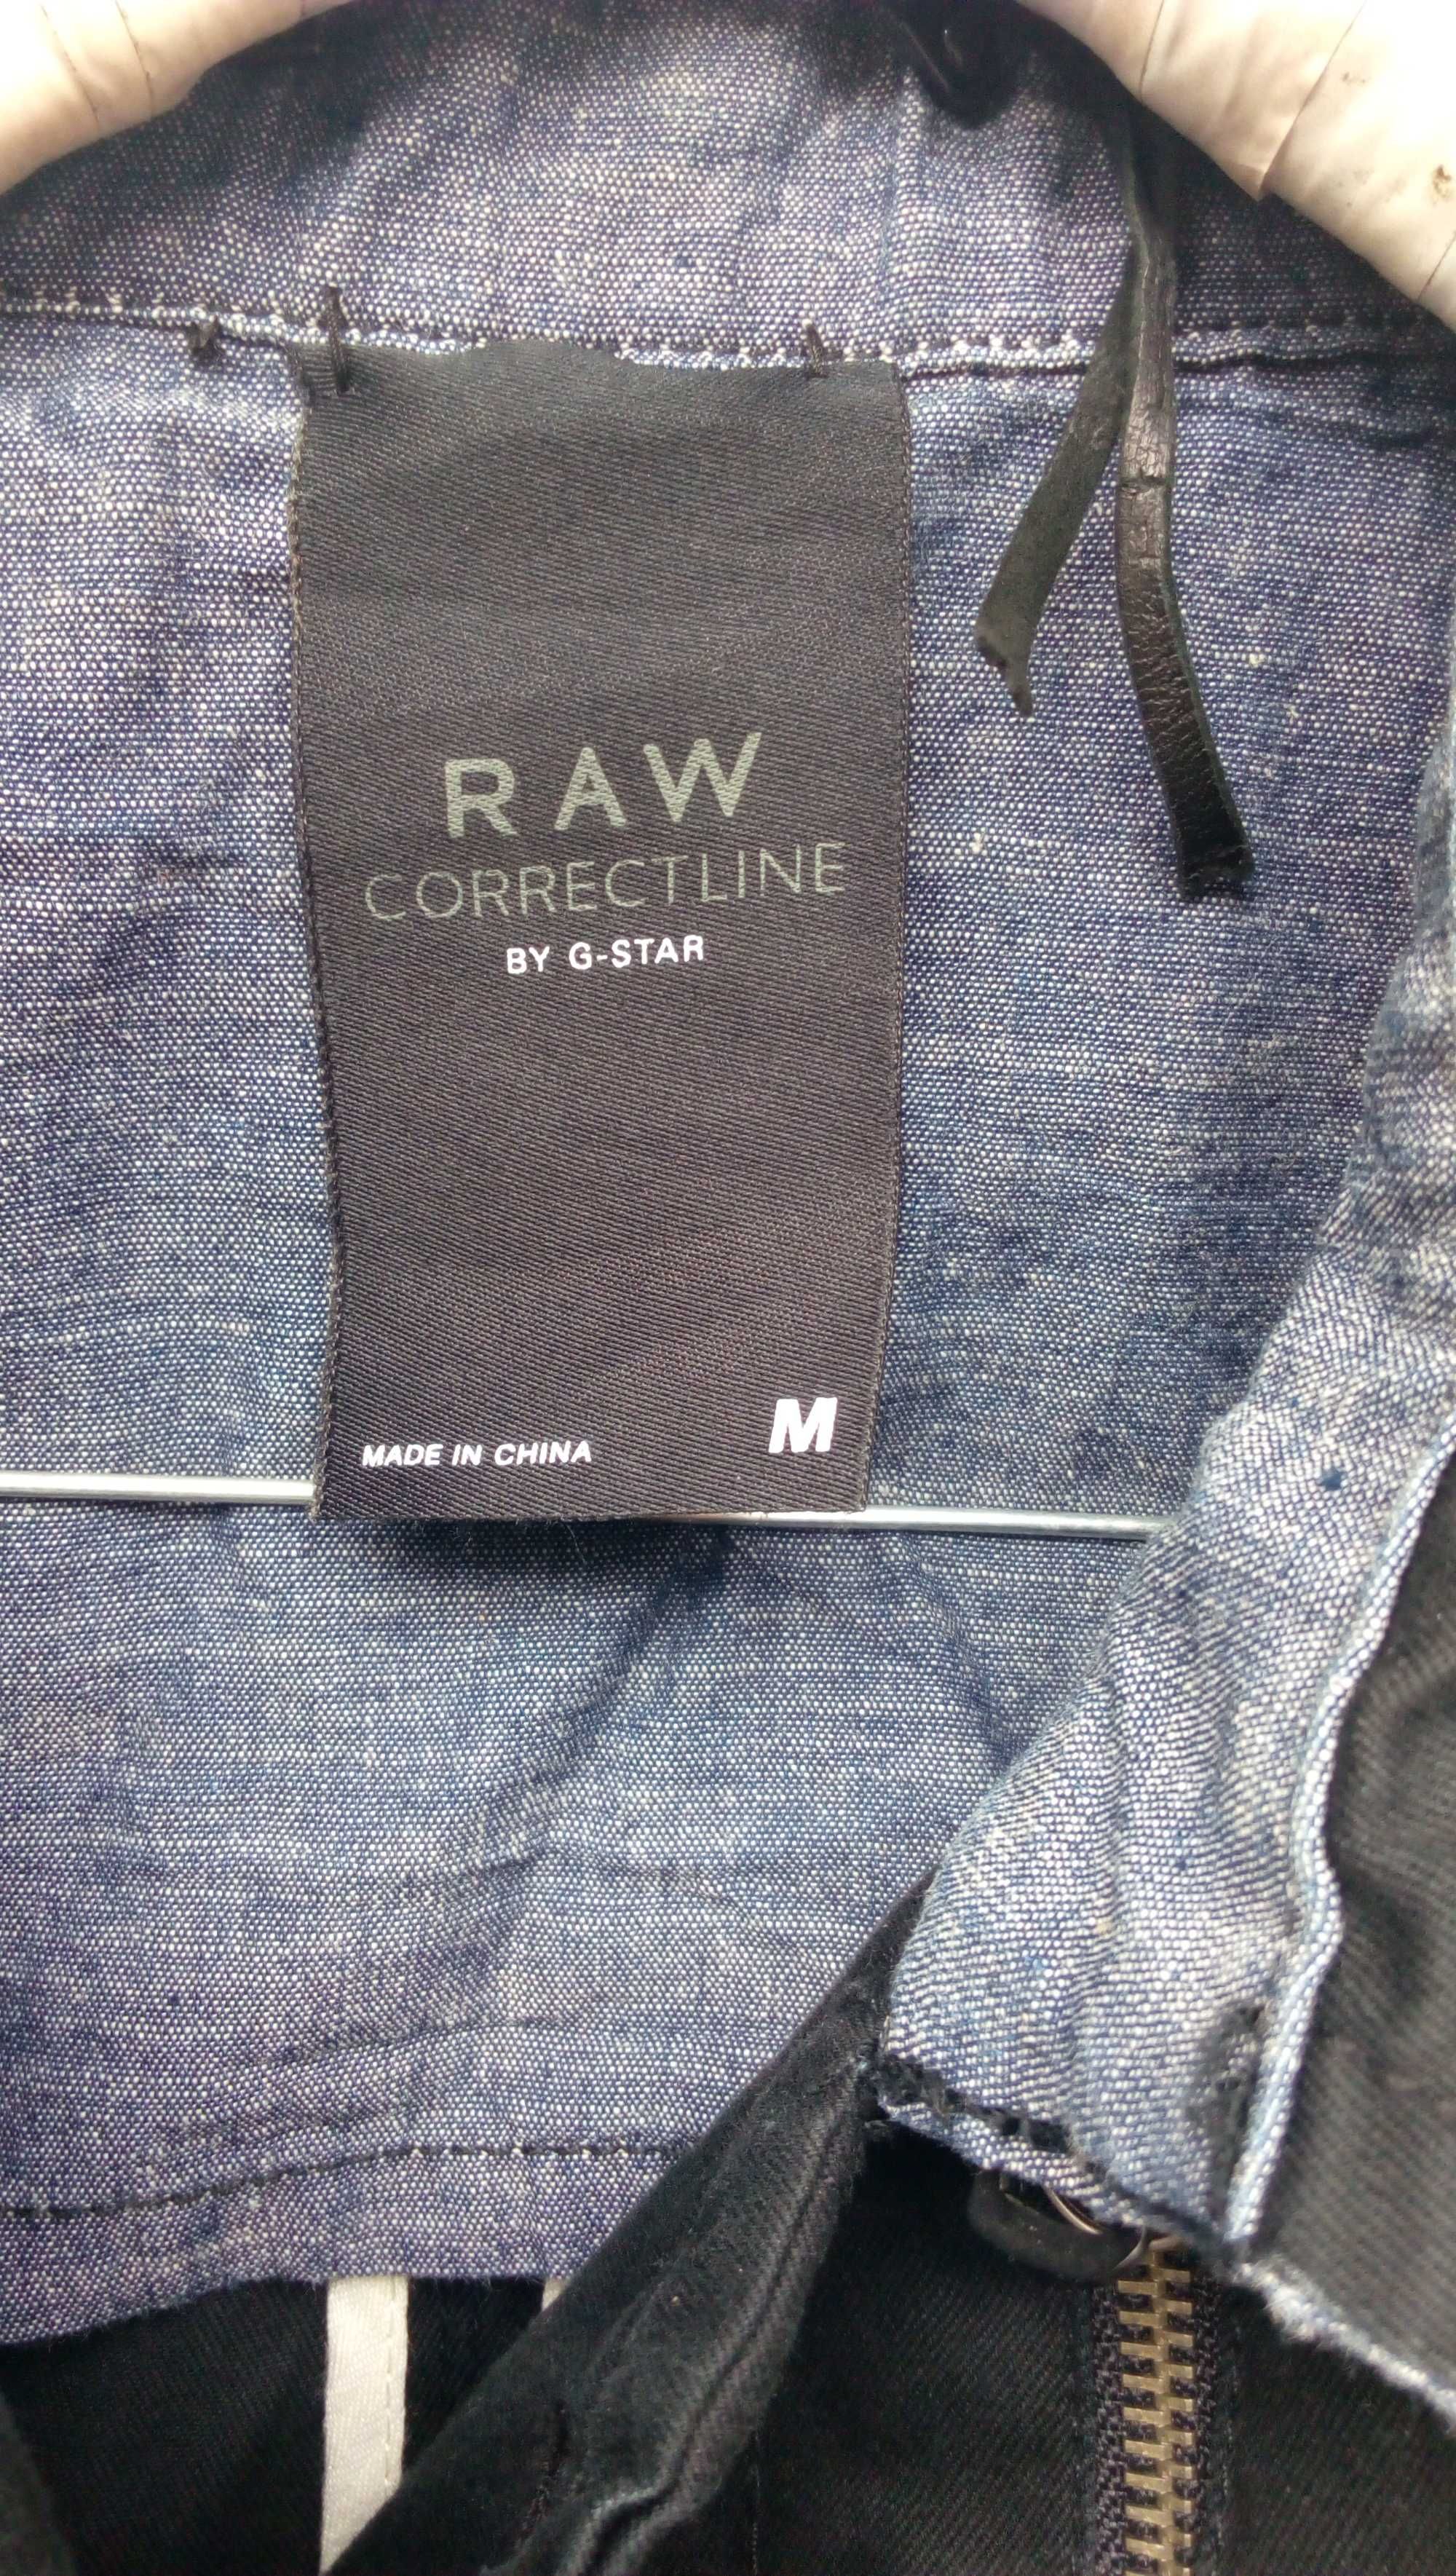 RAW
CORRECTLINE
BY G-STAR
MADE IN CHINA
M